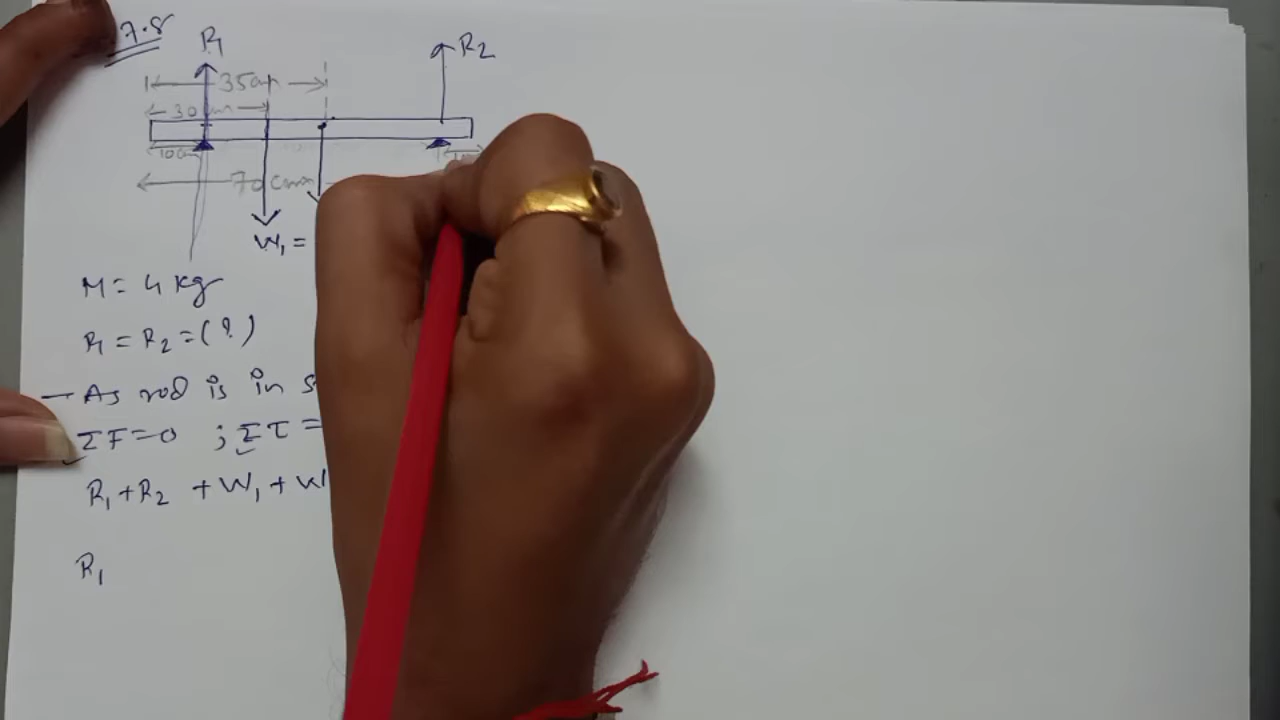 7.8
R1 R2
35cm
30cm
10cm
70cm
W1 =
M = 4 kg
R1 = R2 = (?)
– As rod is in
ΣF=0 ; Στ =
R1+R2 +W1+W
R1